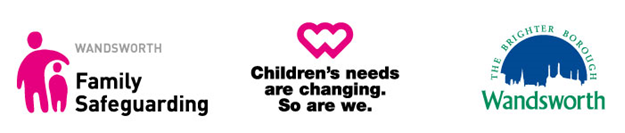 WANDSWORTH
Family
Safeguarding
Children's needs
are changing.
So are we.
THE BRIGHTER BOROUGH
Wandsworth